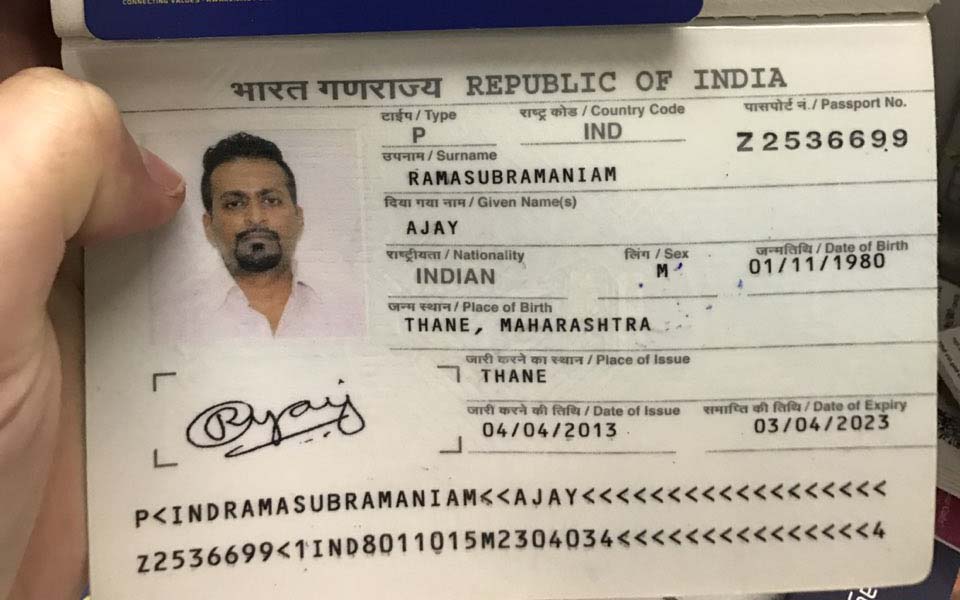 भारत गणराज्य REPUBLIC OF INDIA
टाईप / Type राष्ट्र कोड / Country Code पासपोर्ट नं. / Passport No.
P IND Z2536699
उपनाम / Surname
RAMASUBRAMANIAM
दिया गया नाम / Given Name(s)
AJAY
राष्ट्रीयता / Nationality लिंग / Sex जन्मतिथि / Date of Birth
INDIAN M 01/11/1980
जन्म स्थान / Place of Birth
THANE, MAHARASHTRA
जारी करने का स्थान / Place of Issue
THANE
जारी करने की तिथि / Date of Issue समाप्ति की तिथि / Date of Expiry
04/04/2013 03/04/2023
P<INDRAMASUBRAMANIAM<<AJAY<<<<<<<<<<<<<<<<<<
Z2536699<1IND8011015M2304034<<<<<<<<<<<<<<<4